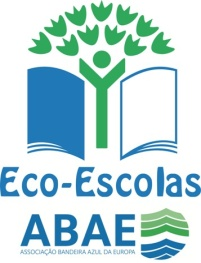 Eco-Escolas
ABAE
ASSOCIAÇÃO BANDEIRA AZUL DA EUROPA